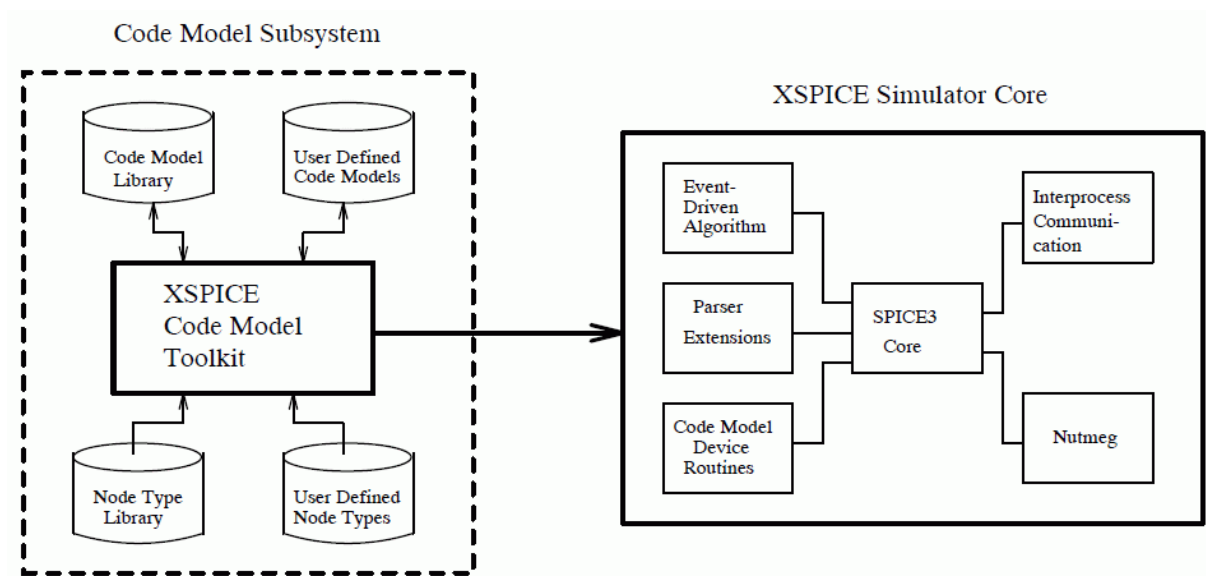 Code Model Subsystem
Code Model
Library
User Defined
Code Models
XSPICE
Code Model
Toolkit
Node Type
Library
User Defined
Node Types
XSPICE Simulator Core
Event-
Driven
Algorithm
Parser
Extensions
Code Model
Device
Routines
SPICE3
Core
Interprocess
Communi-
cation
Nutmeg